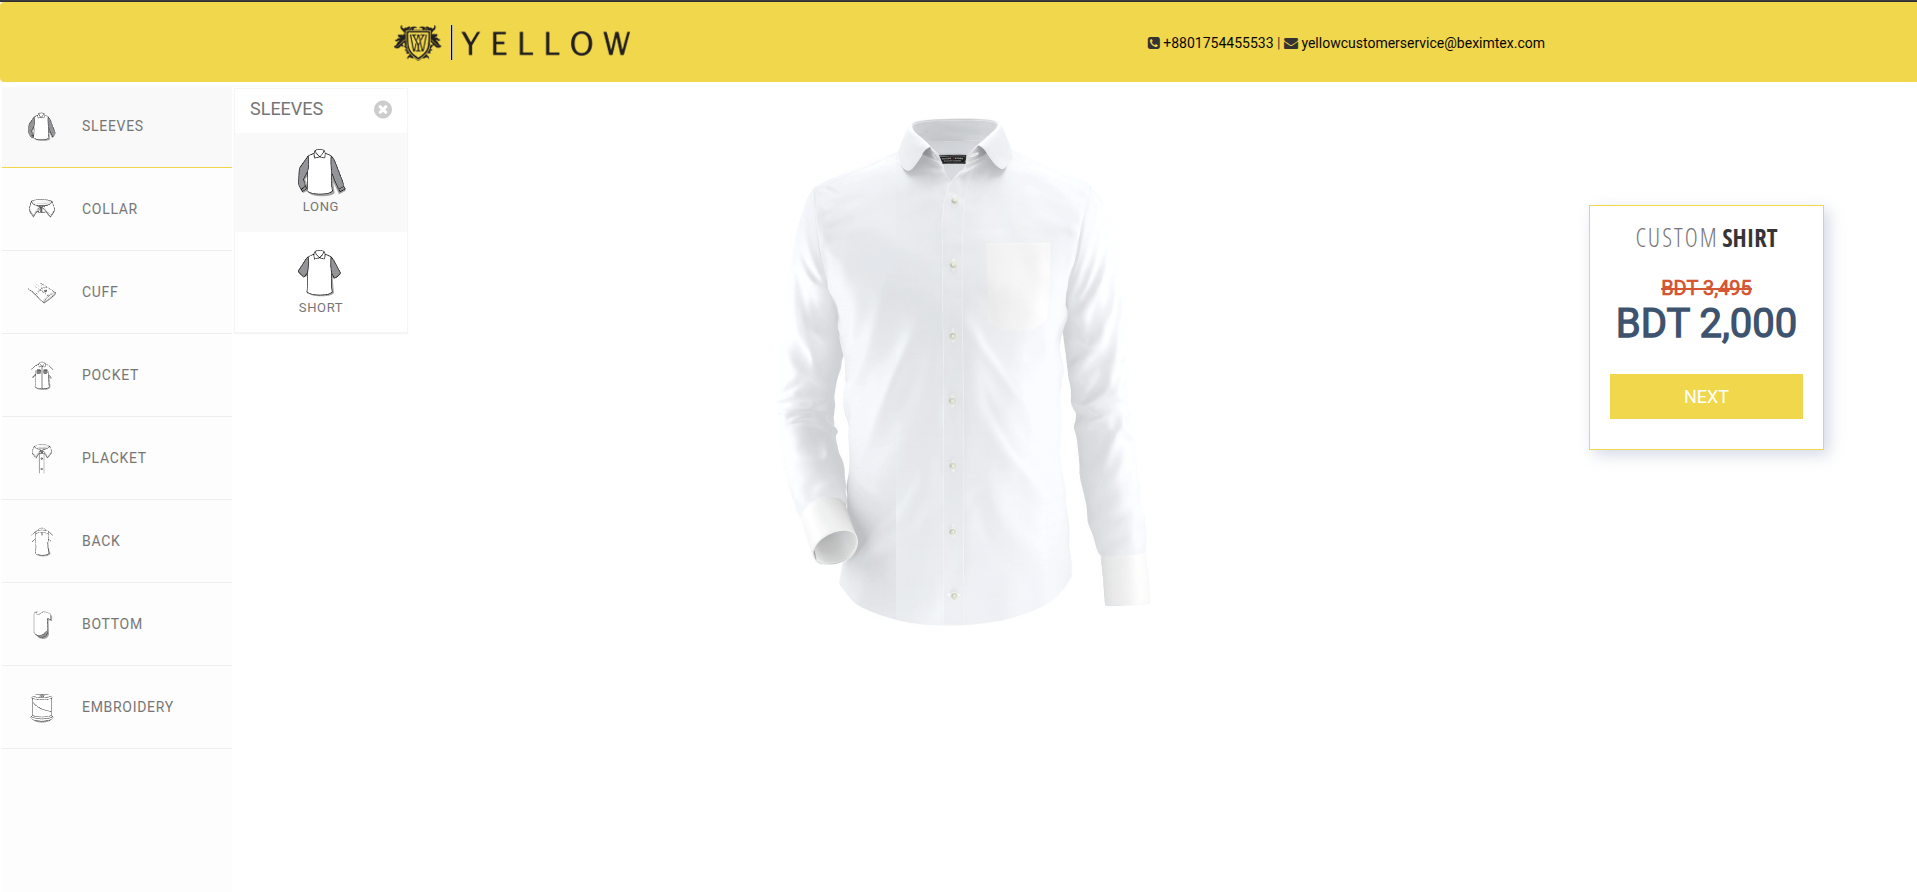 YELLOW
+8801754455533 | yellowcustomerservice@beximtex.com
SLEEVES
COLLAR
CUFF
POCKET
PLACKET
BACK
BOTTOM
EMBROIDERY
SLEEVES
LONG
SHORT
CUSTOM SHIRT
BDT 3,495
BDT 2,000
NEXT